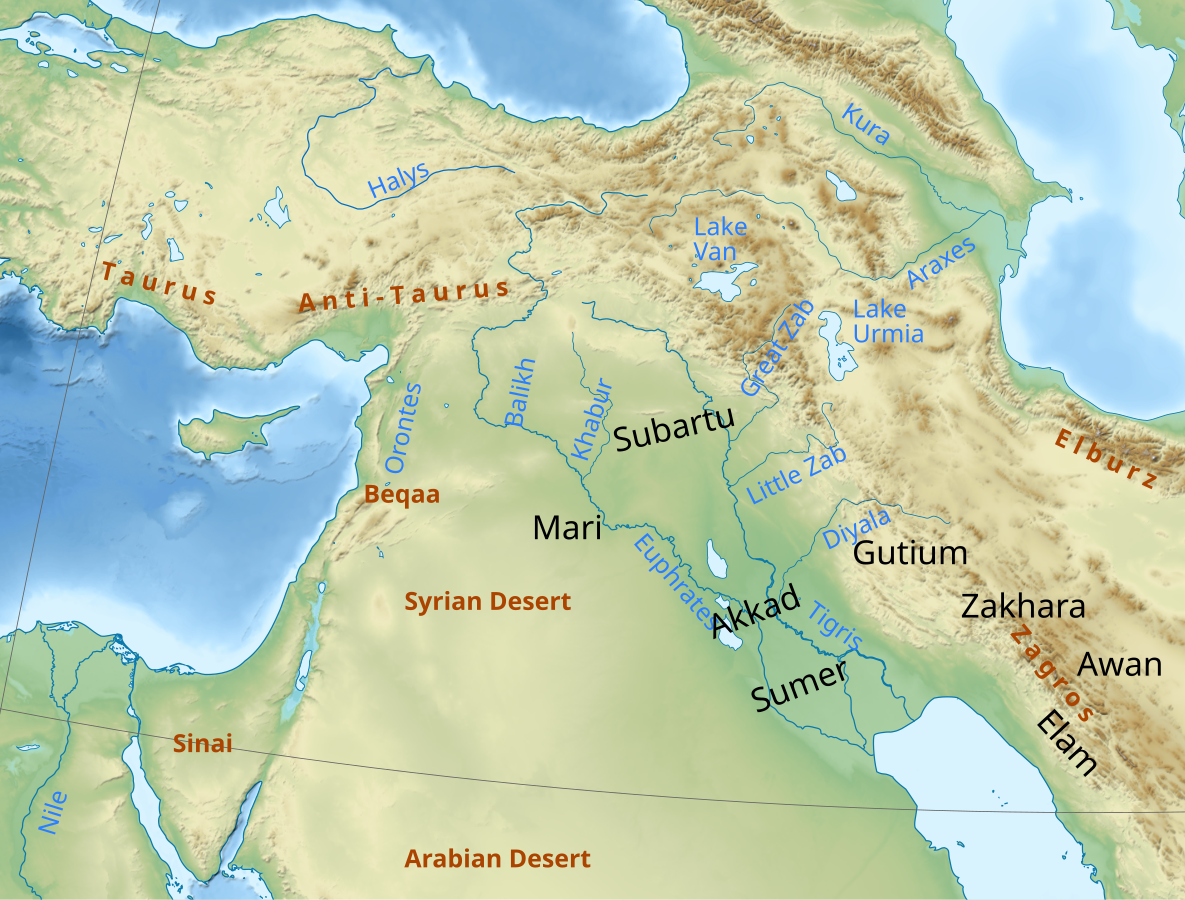 Kura
Halys
Lake
Van
Araxes
Taurus
Anti-Taurus
Great Zab
Lake
Urmia
Balikh
Khabur
Orontes
Subartu
Elburz
Little Zab
Beqaa
Mari
Diyala
Gutium
Euphrates
Syrian Desert
Akkad
Tigris
Zakhara
Zagros
Awan
Sumer
Elam
Sinai
Nile
Arabian Desert